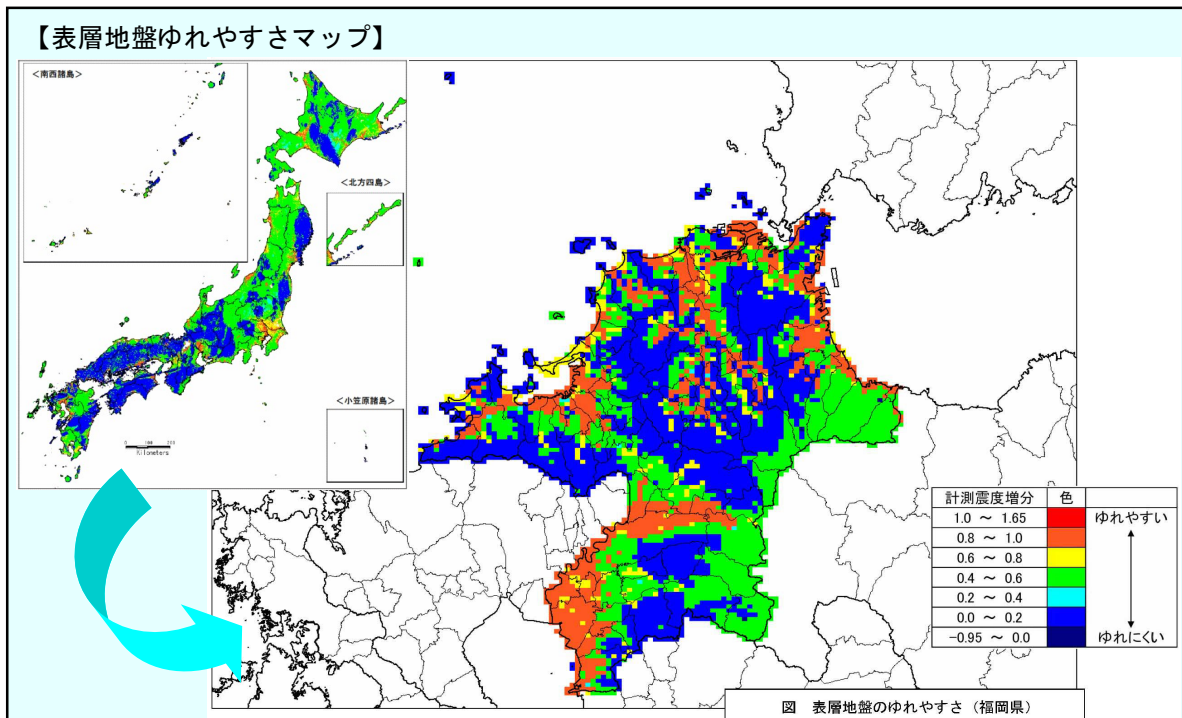 【表層地盤ゆれやすさマップ】
＜南西諸島＞
＜北方四島＞
＜小笠原諸島＞
0 100 200
Kilometers
計測震度増分 色
1.0 ～ 1.65 ゆれやすい
0.8 ～ 1.0
0.6 ～ 0.8
0.4 ～ 0.6
0.2 ～ 0.4
0.0 ～ 0.2
-0.95 ～ 0.0 ゆれにくい
図 表層地盤のゆれやすさ（福岡県）